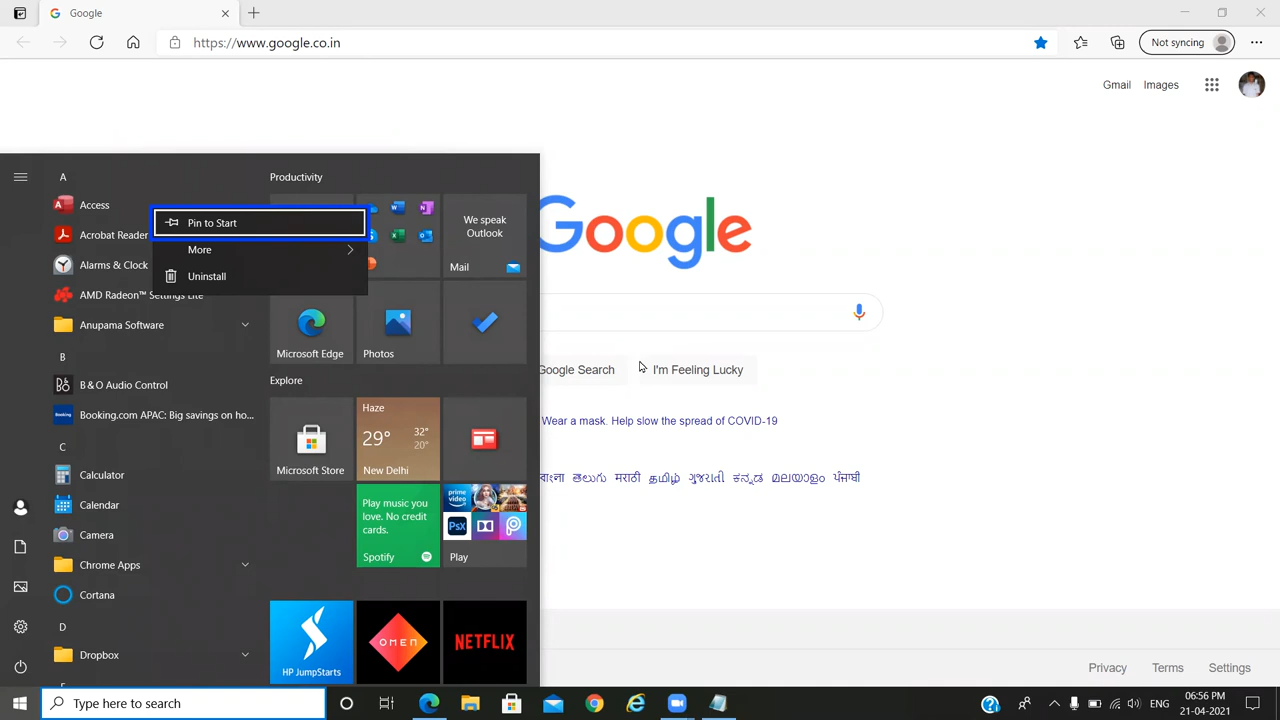 Google
https://www.google.co.in
Not syncing
Gmail
Images
A
Access
Acrobat Reader
Alarms & Clock
AMD Radeon™ Settings Lite
Anupama Software
B
B & O Audio Control
Booking.com APAC: Big savings on ho...
C
Calculator
Calendar
Camera
Chrome Apps
Cortana
D
Dropbox
Pin to Start
More
Uninstall
Productivity
We speak
Outlook
Mail
Microsoft Edge
Photos
Explore
Microsoft Store
Haze
29°
32°
20°
New Delhi
Play music you
love. No credit
cards.
Spotify
prime
video
Psx
Play
HP JumpStarts
OMEN
NETFLIX
Google
Google Search
I'm Feeling Lucky
Wear a mask. Help slow the spread of COVID-19
বাংলা తెలుగు मराठी தமிழ் ગુજરાતી ಕನ್ನಡ മലയാളം ਪੰਜਾਬੀ
Privacy
Terms
Settings
Type here to search
06:56 PM
21-04-2021